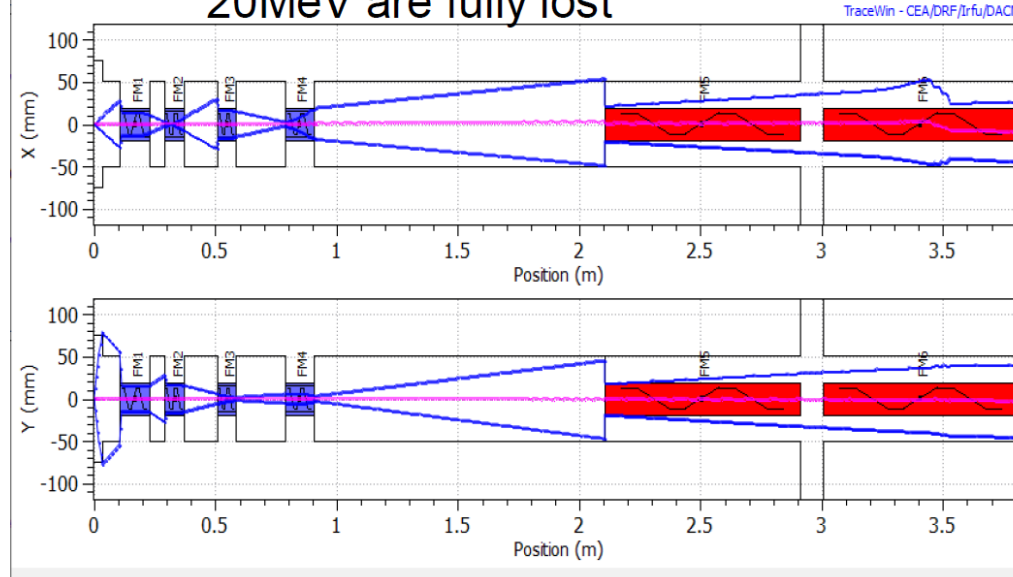 20MeV are fully lost
TraceWin - CEA/DRF/Irfu/DACM
X (mm)
100
50
0
-50
-100
FM1
FM2
FM3
FM4
FM5
FM6
0
0.5
1
1.5
2
2.5
3
3.5
Position (m)
Y (mm)
100
50
0
-50
-100
FM1
FM2
FM3
FM4
FM5
FM6
0
0.5
1
1.5
2
2.5
3
3.5
Position (m)